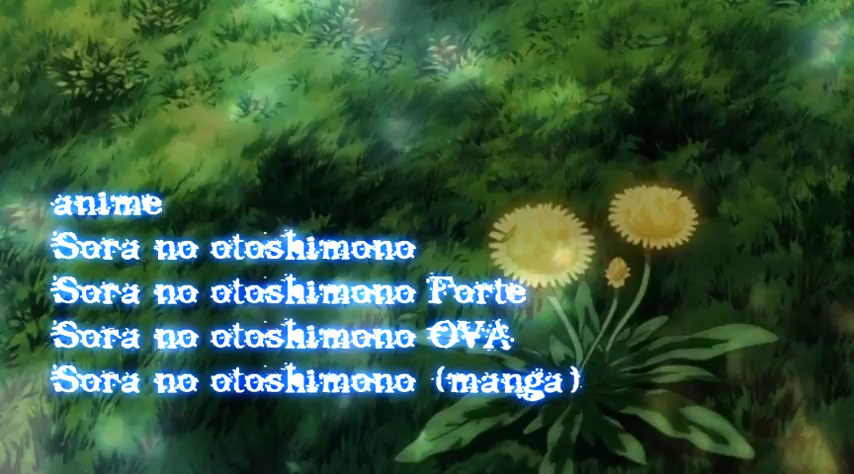 anime
Sora no otoshimono
Sora no otoshimono Forte
Sora no otoshimono OVA
Sora no otoshimono (manga)